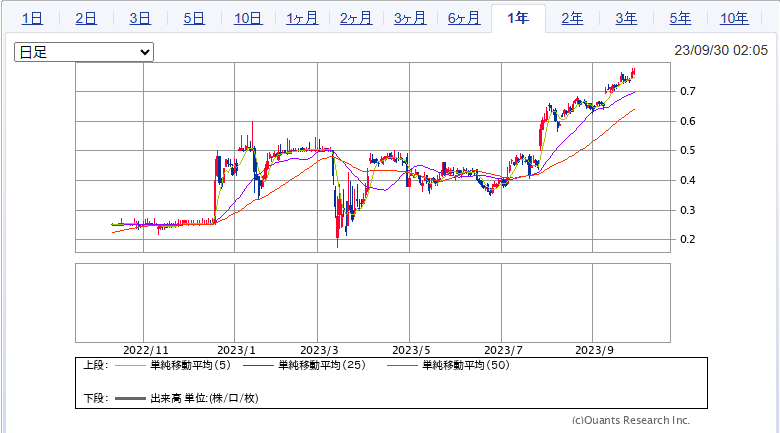 1日 2日 3日 5日 10日 1ヶ月 2ヶ月 3ヶ月 6ヶ月 1年 2年 3年 5年 10年
日足 23/09/30 02:05
0.7
0.6
0.5
0.4
0.3
0.2
2022/11 2023/1 2023/3 2023/5 2023/7 2023/9
上段: 単純移動平均(5) 単純移動平均(25) 単純移動平均(50)
下段: 出来高 単位:(株/口/枚)
(c)Quants Research Inc.